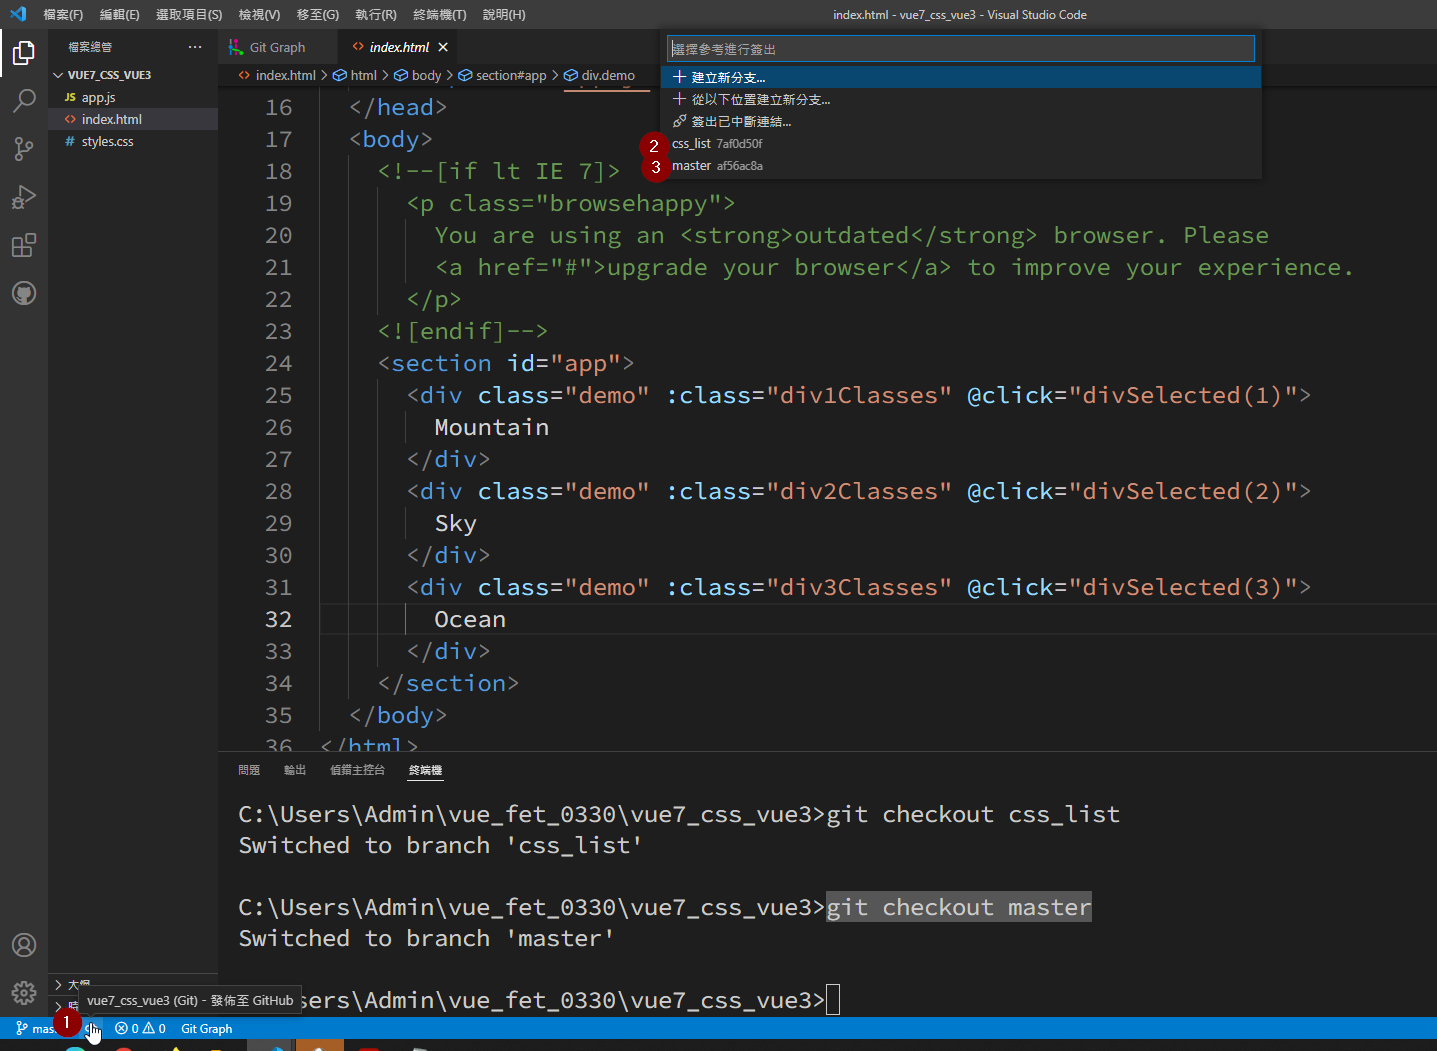 檔案(F) 編輯(E) 選取項目(S) 檢視(V) 移至(G) 執行(R) 終端機(T) 說明(H)
index.html - vue7_css_vue3 - Visual Studio Code
檔案總管 ...
VUE7_CSS_VUE3
JS app.js
<> index.html
# styles.css
Git Graph
<> index.html ×
<> index.html > html > body > section#app > div.demo
選擇參考進行簽出
+ 建立新分支...
+ 從以下位置建立新分支...
簽出已中斷連結...
2 css_list 7af0d50f
3 master af56ac8a
16 </head>
17 <body>
18 <!--[if lt IE 7]>
19 <p class="browsehappy">
20 You are using an <strong>outdated</strong> browser. Please
21 <a href="#">upgrade your browser</a> to improve your experience.
22 </p>
23 <![endif]-->
24 <section id="app">
25 <div class="demo" :class="div1Classes" @click="divSelected(1)">
26 Mountain
27 </div>
28 <div class="demo" :class="div2Classes" @click="divSelected(2)">
29 Sky
30 </div>
31 <div class="demo" :class="div3Classes" @click="divSelected(3)">
32 Ocean
33 </div>
34 </section>
35 </body>
36 </html>
問題 輸出 偵錯主控台 終端機
C:\Users\Admin\vue_fet_0330\vue7_css_vue3>git checkout css_list
Switched to branch 'css_list'
C:\Users\Admin\vue_fet_0330\vue7_css_vue3>git checkout master
Switched to branch 'master'
sers\Admin\vue_fet_0330\vue7_css_vue3>
vue7_css_vue3 (Git) - 發佈至 GitHub
1
0 0 Git Graph